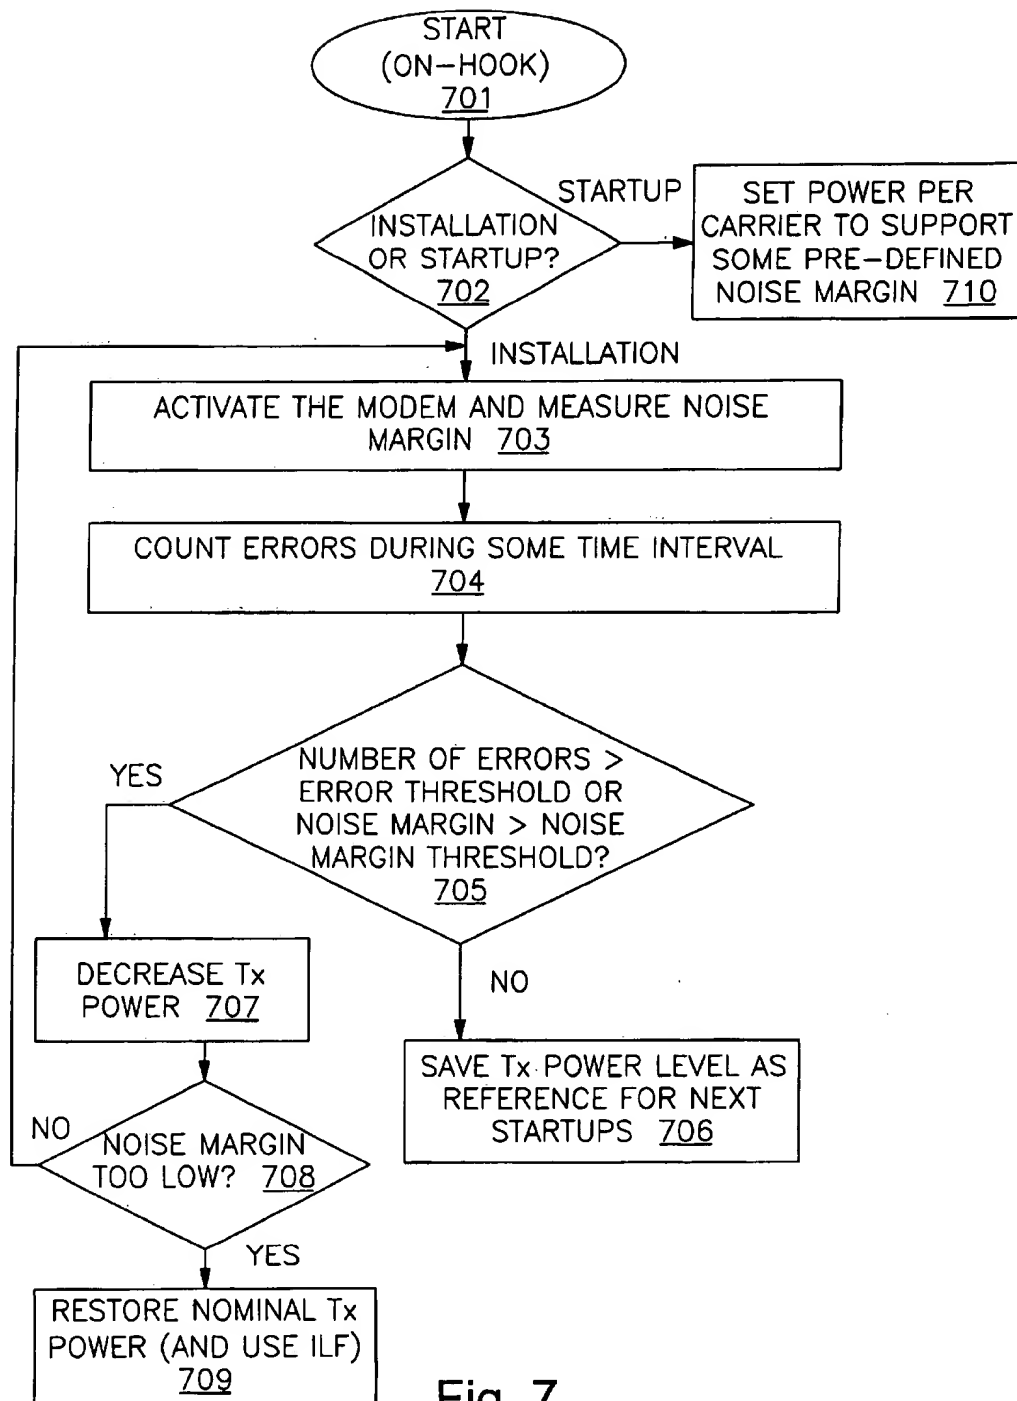 START
(ON-HOOK)
701
INSTALLATION
OR STARTUP?
702
STARTUP
SET POWER PER
CARRIER TO SUPPORT
SOME PRE-DEFINED
NOISE MARGIN 710
INSTALLATION
ACTIVATE THE MODEM AND MEASURE NOISE
MARGIN 703
COUNT ERRORS DURING SOME TIME INTERVAL
704
NUMBER OF ERRORS >
ERROR THRESHOLD OR
NOISE MARGIN > NOISE
MARGIN THRESHOLD?
705
YES
DECREASE Tx
POWER 707
NO
SAVE Tx POWER LEVEL AS
REFERENCE FOR NEXT
STARTUPS 706
NO
NOISE MARGIN
TOO LOW? 708
YES
RESTORE NOMINAL Tx
POWER (AND USE ILF)
709
Fig. 7